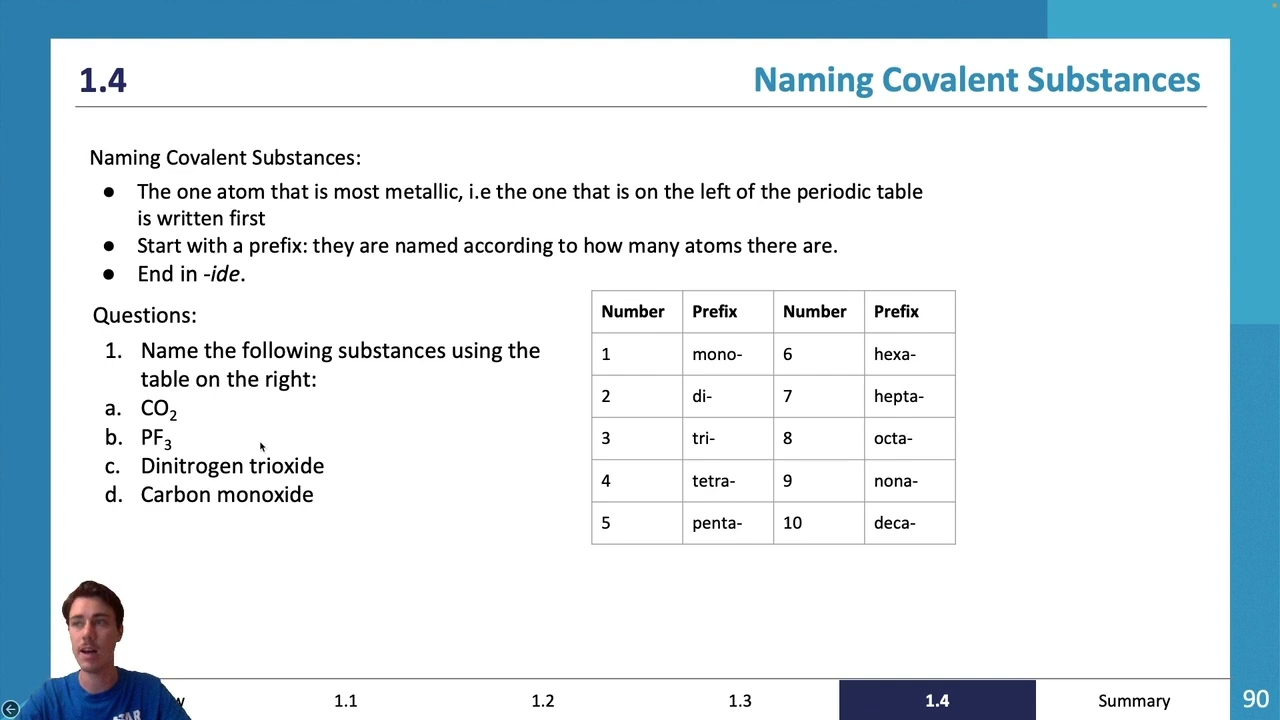 1.4
Naming Covalent Substances
Naming Covalent Substances:
● The one atom that is most metallic, i.e the one that is on the left of the periodic table
is written first
● Start with a prefix: they are named according to how many atoms there are.
● End in -ide.
Questions:
1. Name the following substances using the
table on the right:
a. CO₂
b. PF₃
c. Dinitrogen trioxide
d. Carbon monoxide
Number Prefix Number Prefix
1 mono- 6 hexa-
2 di- 7 hepta-
3 tri- 8 octa-
4 tetra- 9 nona-
5 penta- 10 deca-
1.1 1.2 1.3 1.4 Summary 90